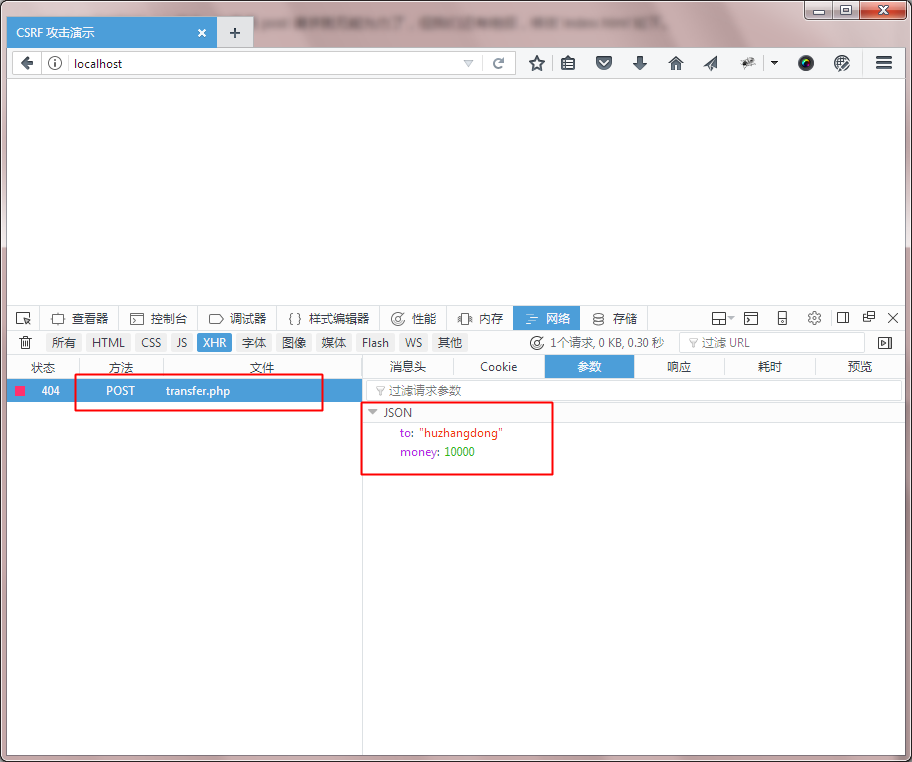 CSRF 攻击演示
localhost
查看器 控制台 调试器 { } 样式编辑器 性能 内存 网络 存储
所有 HTML CSS JS XHR 字体 图像 媒体 Flash WS 其他 1个请求, 0 KB, 0.30 秒 过滤 URL
状态 方法 文件 消息头 Cookie 参数 响应 耗时 预览
404 POST transfer.php 过滤请求参数
JSON
to: "huzhangdong"
money: 10000